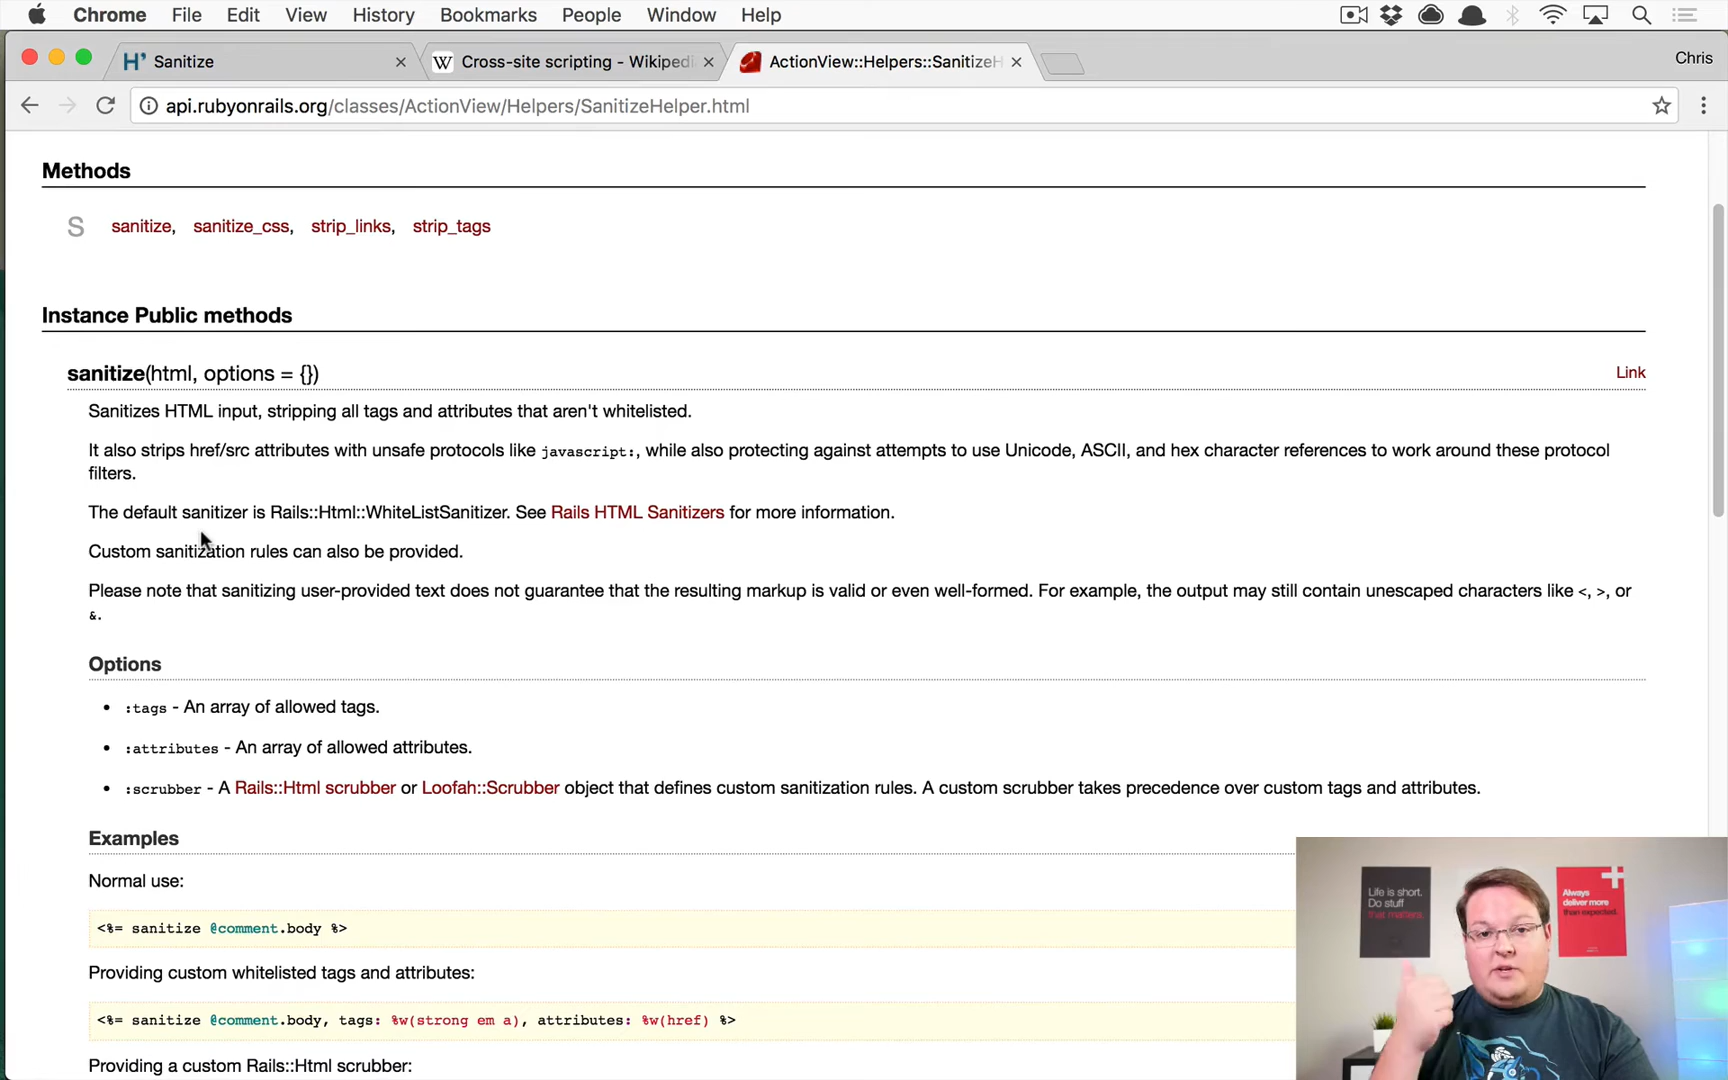 Chrome File Edit View History Bookmarks People Window Help
Sanitize
Cross-site scripting - Wikipedi
ActionView::Helpers::SanitizeH
Chris
api.rubyonrails.org/classes/ActionView/Helpers/SanitizeHelper.html
Methods
S sanitize, sanitize_css, strip_links, strip_tags
Instance Public methods
sanitize(html, options = {})
Link
Sanitizes HTML input, stripping all tags and attributes that aren't whitelisted.
It also strips href/src attributes with unsafe protocols like javascript:, while also protecting against attempts to use Unicode, ASCII, and hex character references to work around these protocol
filters.
The default sanitizer is Rails::Html::WhiteListSanitizer. See Rails HTML Sanitizers for more information.
Custom sanitization rules can also be provided.
Please note that sanitizing user-provided text does not guarantee that the resulting markup is valid or even well-formed. For example, the output may still contain unescaped characters like <, >, or
&.
Options
• :tags - An array of allowed tags.
• :attributes - An array of allowed attributes.
• :scrubber - A Rails::Html scrubber or Loofah::Scrubber object that defines custom sanitization rules. A custom scrubber takes precedence over custom tags and attributes.
Examples
Normal use:
<%= sanitize @comment.body %>
Providing custom whitelisted tags and attributes:
<%= sanitize @comment.body, tags: %w(strong em a), attributes: %w(href) %>
Providing a custom Rails::Html scrubber:
Life is short.
Do stuff
that matters.
Always
deliver more
than expected.